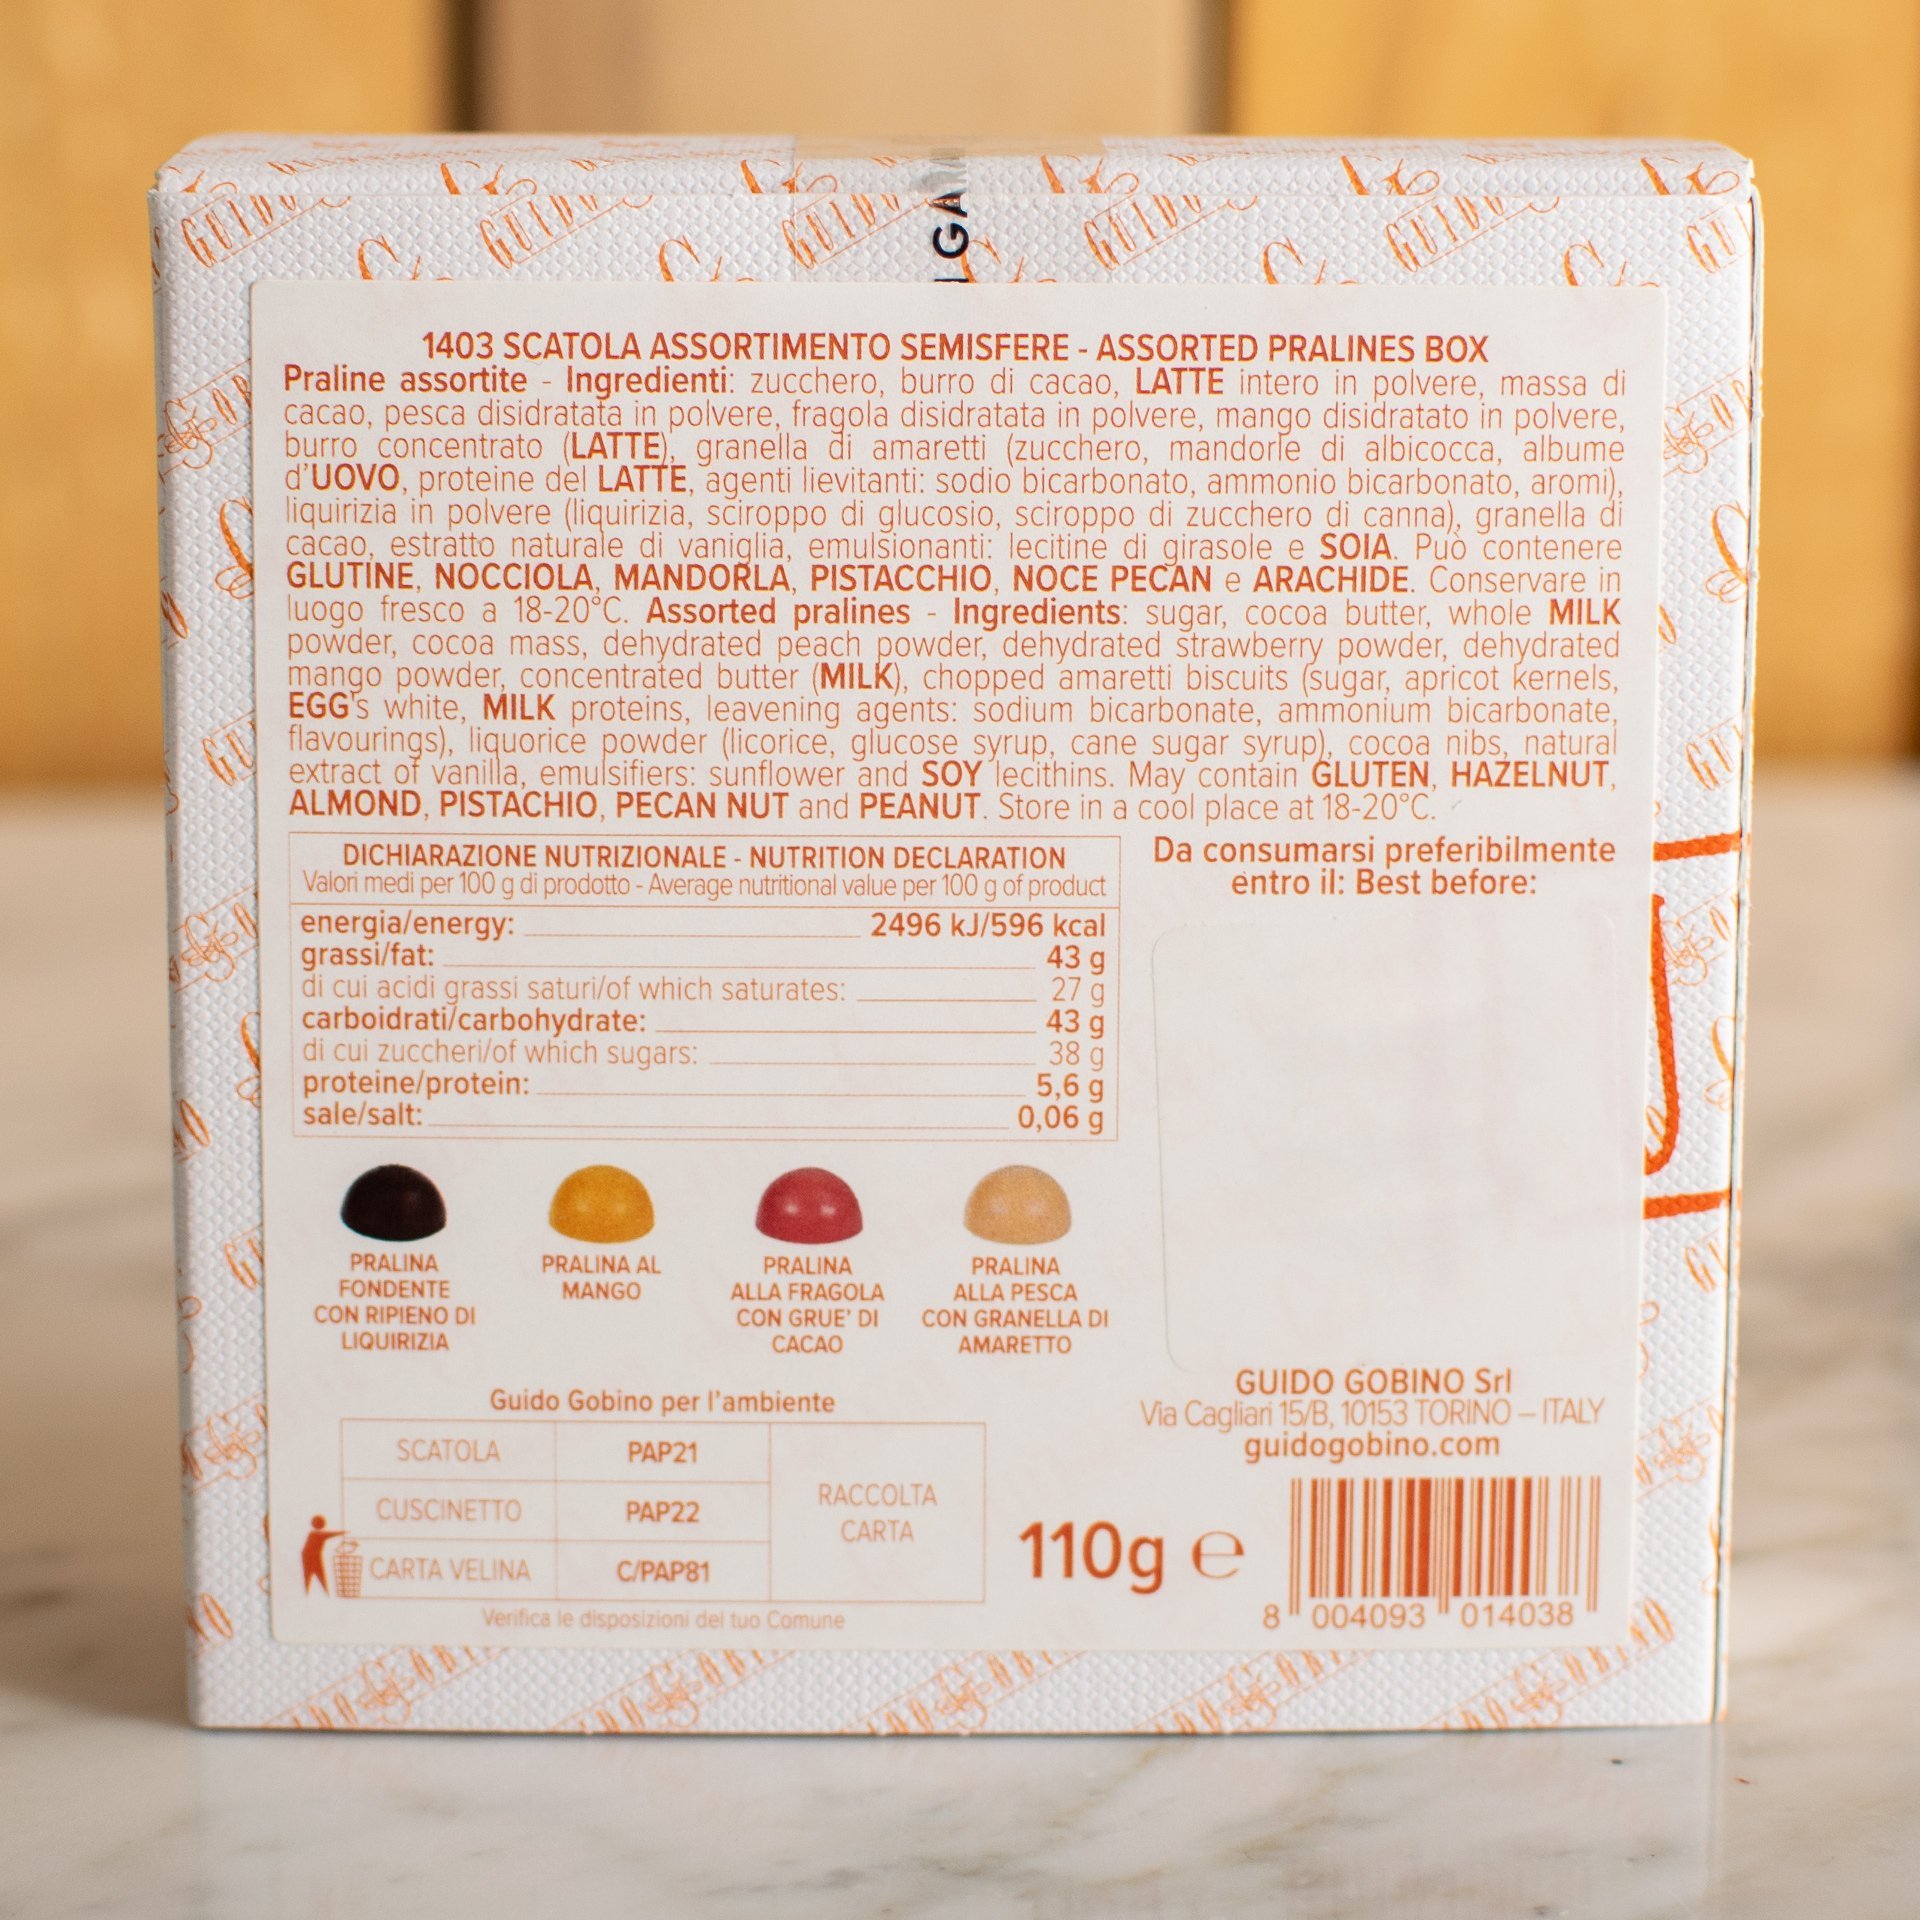 GUIDO GUIDO GUIDO GUIDO GUIDO
GA
1403 SCATOLA ASSORTIMENTO SEMISFERE - ASSORTED PRALINES BOX
Praline assortite - Ingredienti: zucchero, burro di cacao, LATTE intero in polvere, massa di
cacao, pesca disidratata in polvere, fragola disidratata in polvere, mango disidratato in polvere,
burro concentrato (LATTE), granella di amaretti (zucchero, mandorle di albicocca, albume
d'UOVO, proteine del LATTE, agenti lievitanti: sodio bicarbonato, ammonio bicarbonato, aromi),
liquirizia in polvere (liquirizia, sciroppo di glucosio, sciroppo di zucchero di canna), granella di
cacao, estratto naturale di vaniglia, emulsionanti: lecitine di girasole e SOIA. Può contenere
GLUTINE, NOCCIOLA, MANDORLA, PISTACCHIO, NOCE PECAN e ARACHIDE. Conservare in
luogo fresco a 18-20°C. Assorted pralines - Ingredients: sugar, cocoa butter, whole MILK
powder, cocoa mass, dehydrated peach powder, dehydrated strawberry powder, dehydrated
mango powder, concentrated butter (MILK), chopped amaretti biscuits (sugar, apricot kernels,
EGG's white, MILK proteins, leavening agents: sodium bicarbonate, ammonium bicarbonate,
flavourings), liquorice powder (licorice, glucose syrup, cane sugar syrup), cocoa nibs, natural
extract of vanilla, emulsifiers: sunflower and SOY lecithins. May contain GLUTEN, HAZELNUT,
ALMOND, PISTACHIO, PECAN NUT and PEANUT. Store in a cool place at 18-20°C.
DICHIARAZIONE NUTRIZIONALE - NUTRITION DECLARATION
Valori medi per 100 g di prodotto - Average nutritional value per 100 g of product
energia/energy: 2496 kJ/596 kcal
grassi/fat: 43 g
di cui acidi grassi saturi/of which saturates: 27 g
carboidrati/carbohydrate: 43 g
di cui zuccheri/of which sugars: 38 g
proteine/protein: 5,6 g
sale/salt: 0,06 g
Da consumarsi preferibilmente
entro il: Best before:
PRALINA
FONDENTE
CON RIPIENO DI
LIQUIRIZIA
PRALINA AL
MANGO
PRALINA
ALLA FRAGOLA
CON GRUE' DI
CACAO
PRALINA
ALLA PESCA
CON GRANELLA DI
AMARETTO
Guido Gobino per l'ambiente
SCATOLA PAP21
CUSCINETTO PAP22
CARTA VELINA C/PAP81
RACCOLTA
CARTA
Verifica le disposizioni del tuo Comune
GUIDO GOBINO Srl
Via Cagliari 15/B, 10153 TORINO – ITALY
guidogobino.com
110g e
8 004093 014038